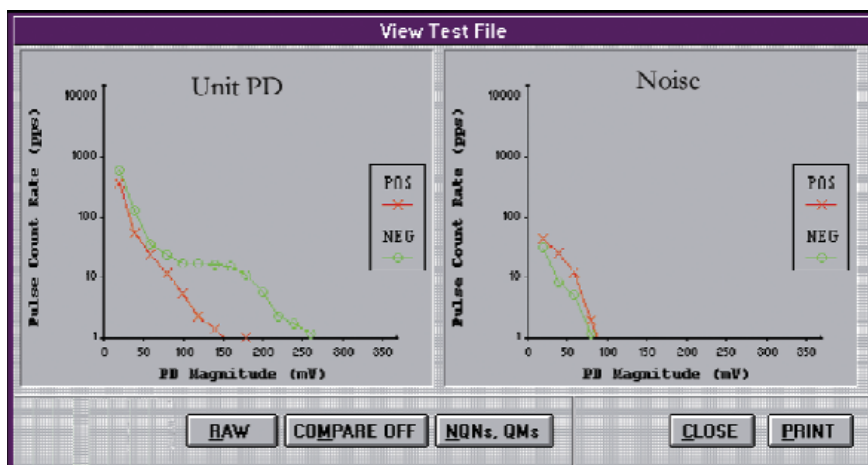 View Test File
Unit PD
Pulse Count Rate (pps)
10000
1000
100
10
1
0 50 100 150 200 250 300 350
PD Magnitude (mV)
POS
NEG
Noise
Pulse Count Rate (pps)
10000
1000
100
10
1
0 50 100 150 200 250 300 350
PD Magnitude (mV)
POS
NEG
RAW COMPARE OFF NQNs, QMs CLOSE PRINT